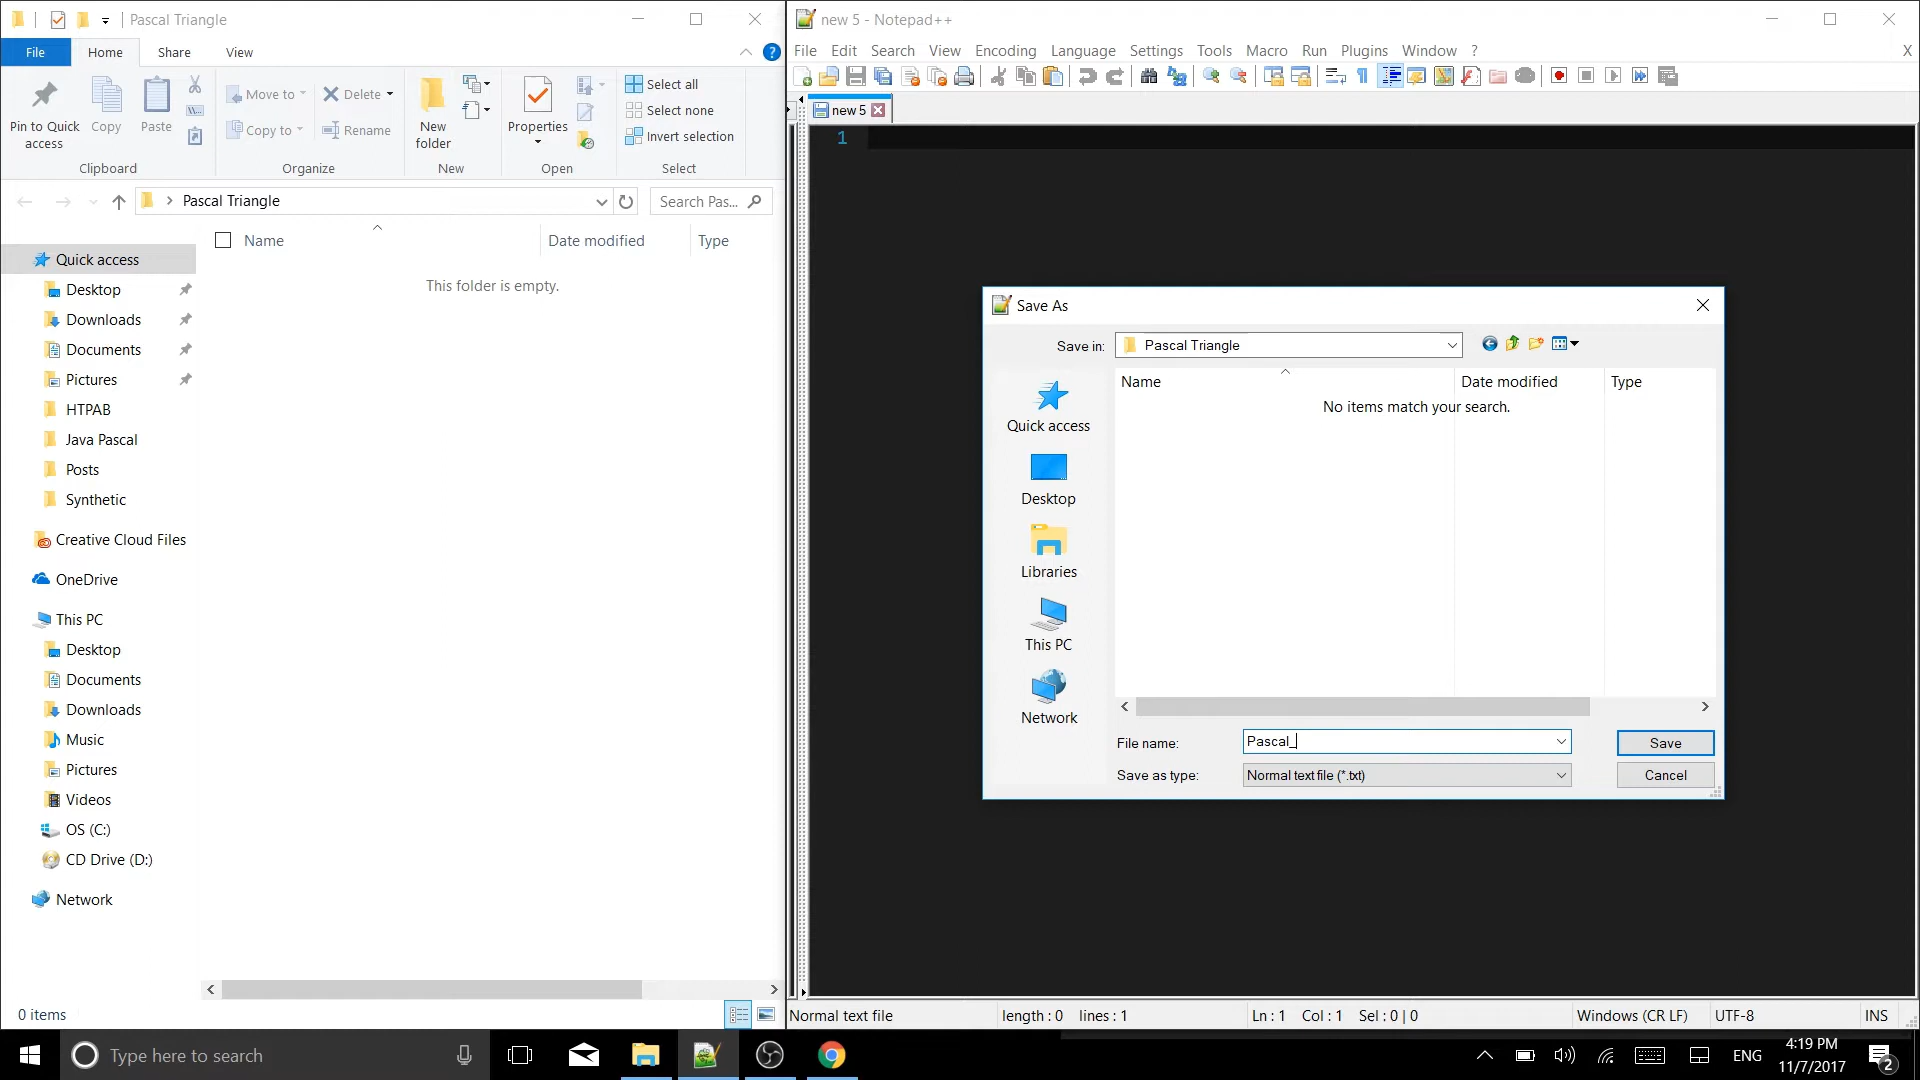 Pascal Triangle
File
Home
Share
View
Pin to Quick access
Copy
Paste
Clipboard
Move to
Copy to
Delete
Rename
Organize
New folder
New
Properties
Open
Select all
Select none
Invert selection
Select
Pascal Triangle
Search Pas...
Name
Date modified
Type
This folder is empty.
Quick access
Desktop
Downloads
Documents
Pictures
HTPAB
Java Pascal
Posts
Synthetic
Creative Cloud Files
OneDrive
This PC
Desktop
Documents
Downloads
Music
Pictures
Videos
OS (C:)
CD Drive (D:)
Network
0 items
new 5 - Notepad++
File Edit Search View Encoding Language Settings Tools Macro Run Plugins Window ?
X
new 5
1
Save As
Save in:
Pascal Triangle
Name
Date modified
Type
No items match your search.
Quick access
Desktop
Libraries
This PC
Network
File name:
Pascal_
Save
Save as type:
Normal text file (*.txt)
Cancel
Normal text file
length : 0 lines : 1
Ln : 1 Col : 1 Sel : 0 | 0
Windows (CR LF)
UTF-8
INS
Type here to search
ENG
4:19 PM
11/7/2017
2